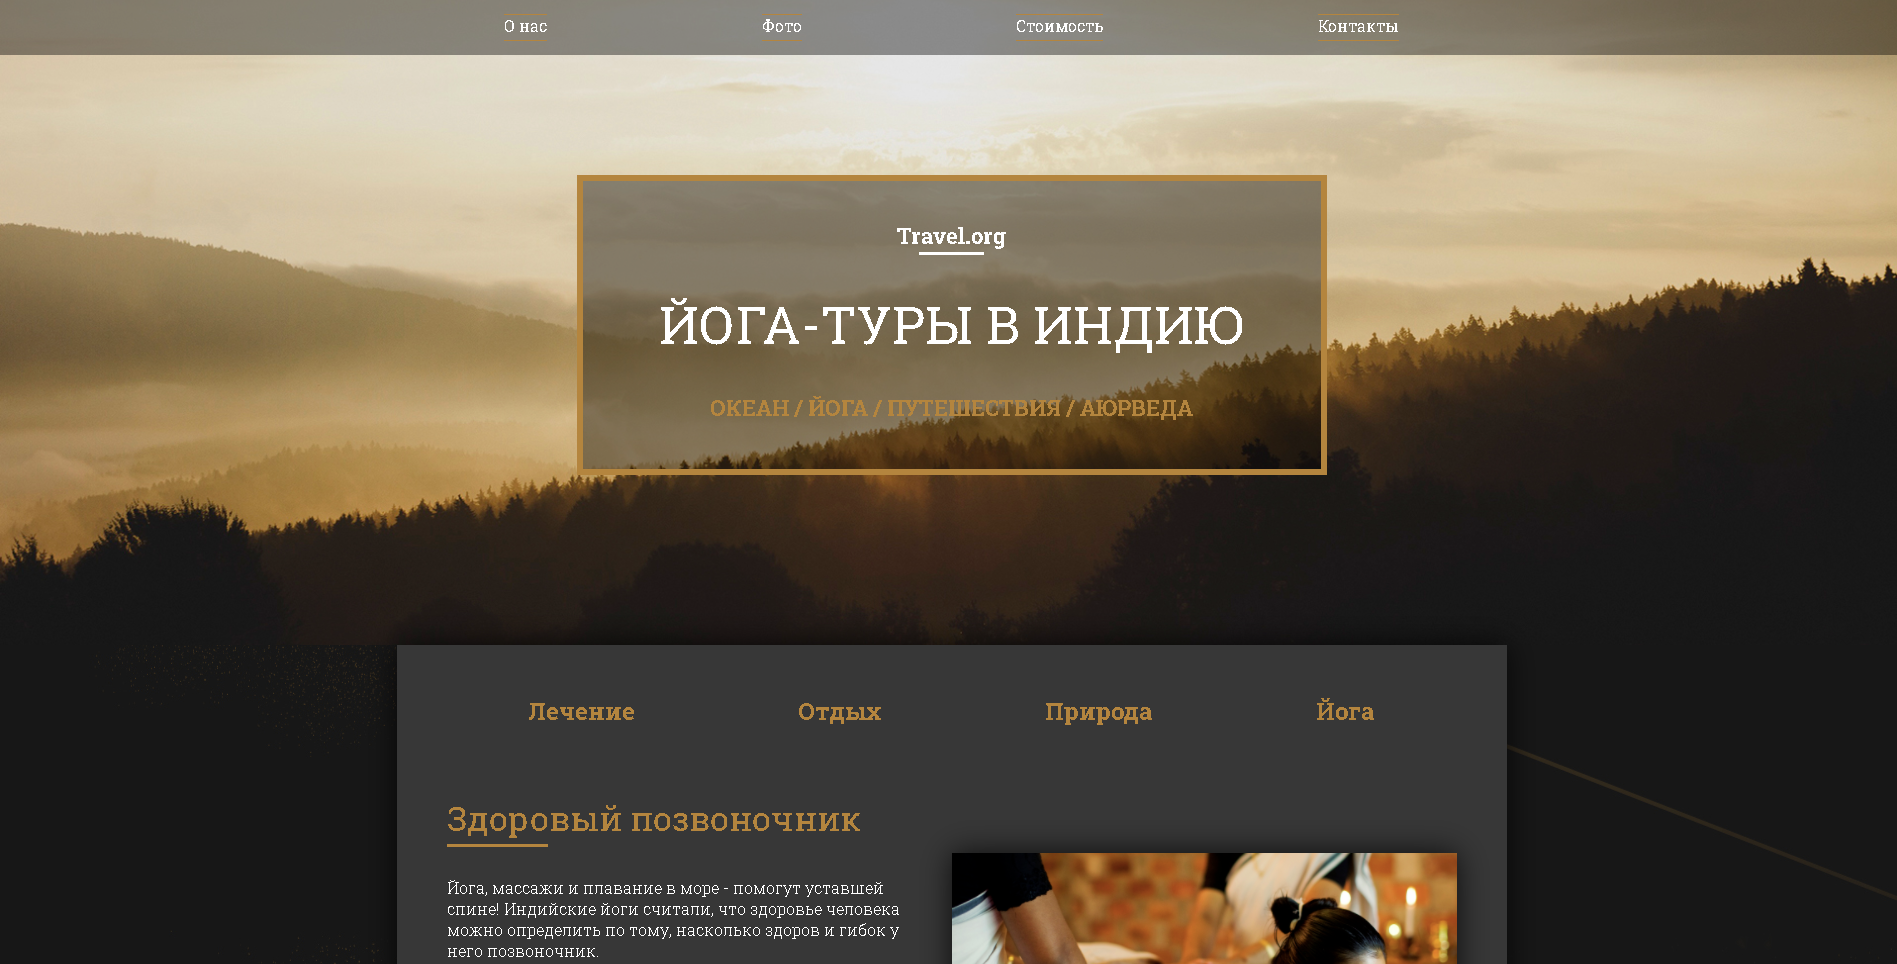 О нас Фото Стоимость Контакты
Travel.org
ЙОГА-ТУРЫ В ИНДИЮ
ОКЕАН / ЙОГА / ПУТЕШЕСТВИЯ / АЮРВЕДА
Лечение Отдых Природа Йога
Здоровый позвоночник
Йога, массажи и плавание в море - помогут уставшей
спине! Индийские йоги считали, что здоровье человека
можно определить по тому, насколько здоров и гибок у
него позвоночник.